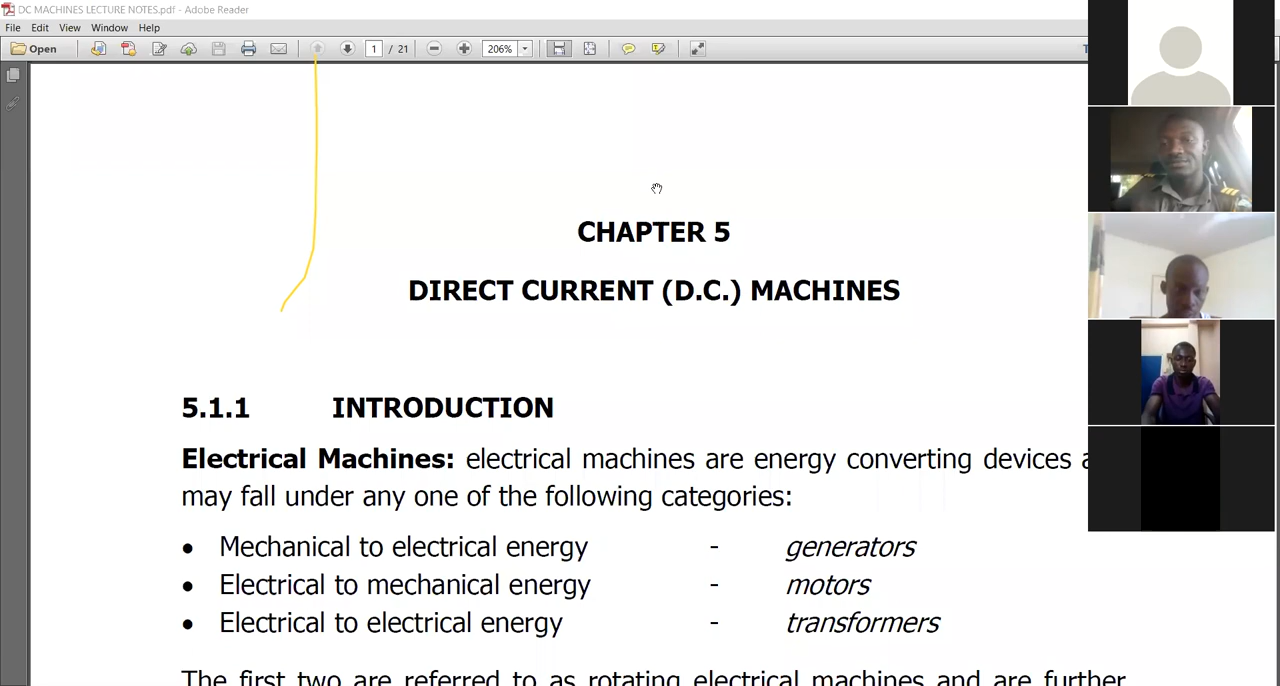 DC MACHINES LECTURE NOTES.pdf - Adobe Reader
File Edit View Window Help
Open 1 / 21 206%
CHAPTER 5
DIRECT CURRENT (D.C.) MACHINES
5.1.1 INTRODUCTION
Electrical Machines: electrical machines are energy converting devices
may fall under any one of the following categories:
• Mechanical to electrical energy - generators
• Electrical to mechanical energy - motors
• Electrical to electrical energy - transformers
The first two are referred to as rotating electrical machines and are further